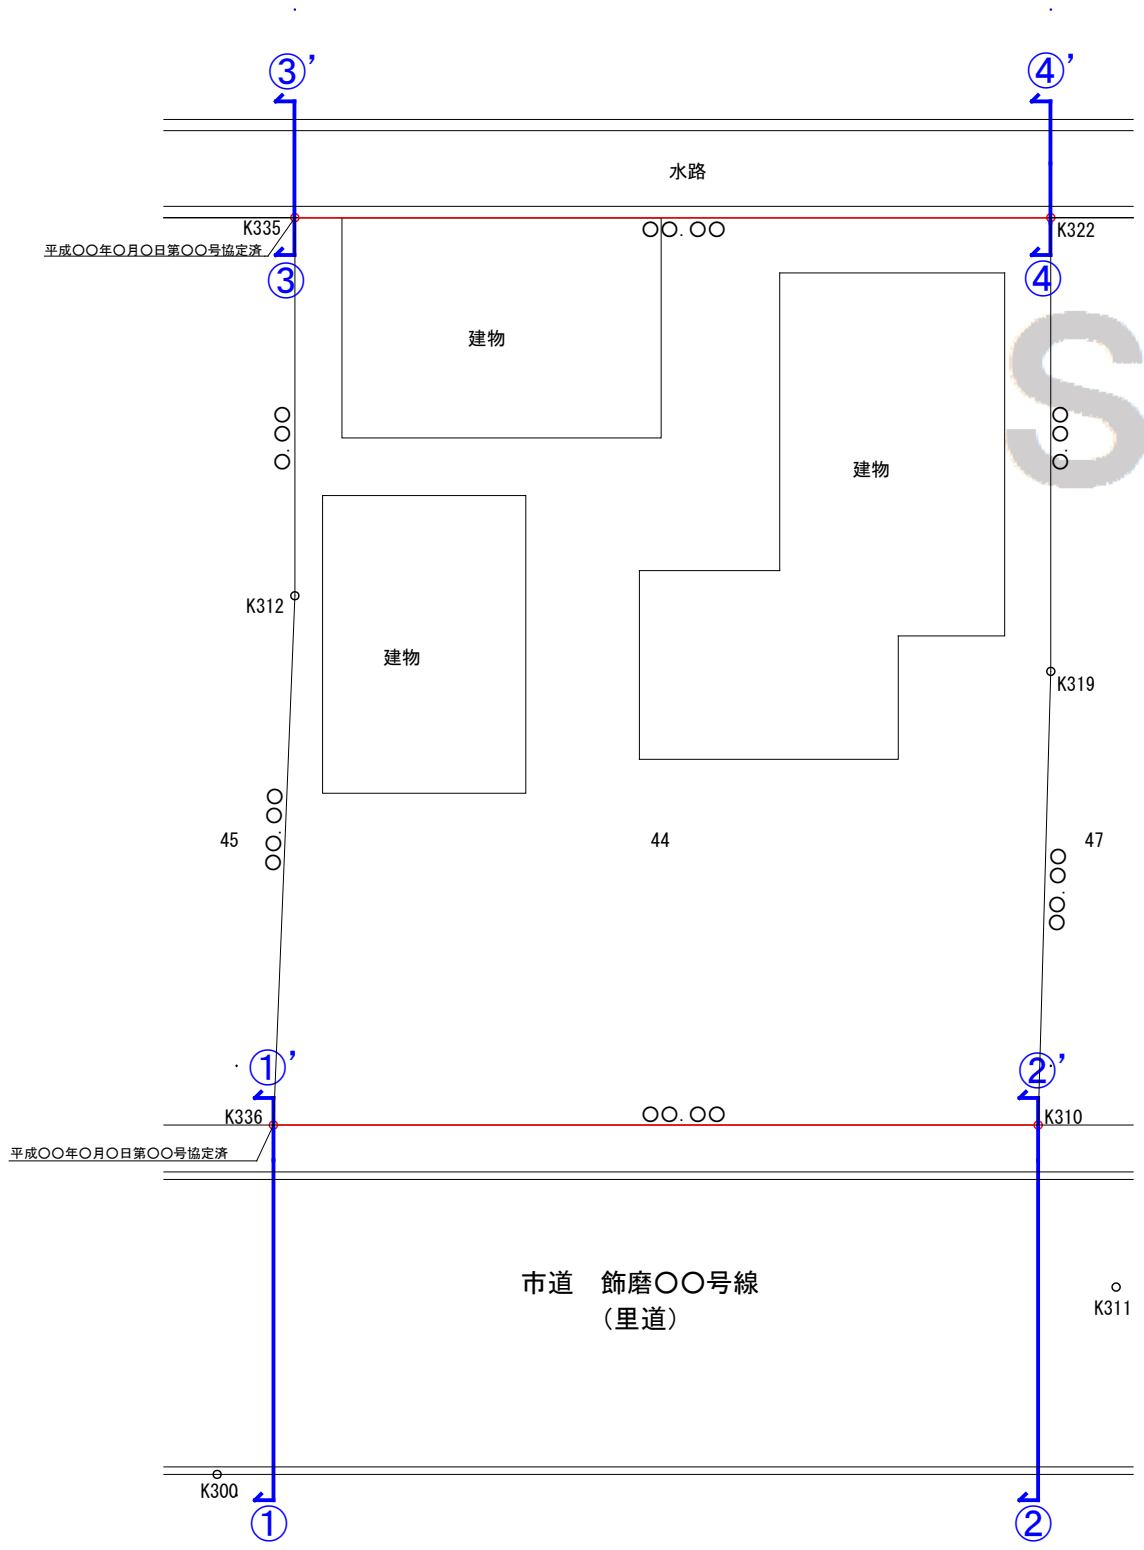 ③’
④’
水路
K335
〇〇.〇〇
K322
平成〇〇年〇月〇日第〇〇号協定済
③
④
建物
S
〇〇.〇
〇〇.〇
建物
K312
建物
K319
45
〇〇.〇〇
44
〇〇.〇〇
47
①’
②’
K336
〇〇.〇〇
K310
平成〇〇年〇月〇日第〇〇号協定済
市道　飾磨〇〇号線
（里道）
K311
K300
①
②